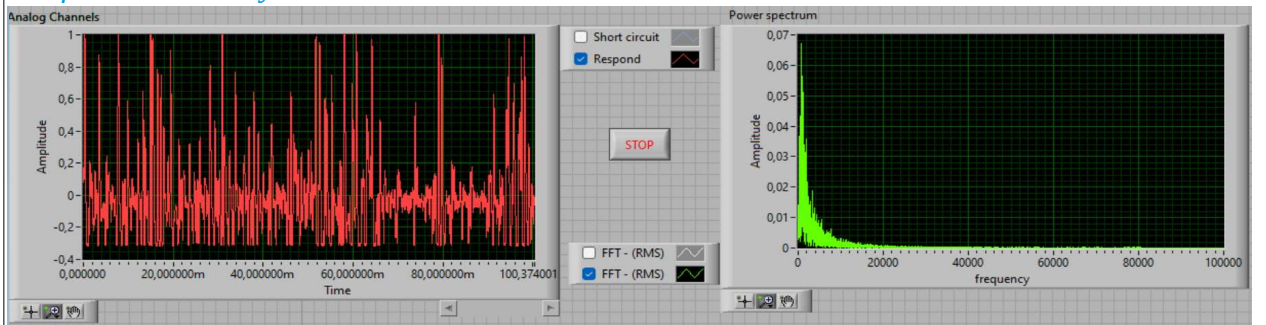 Analog Channels
Amplitude
1
0,8
0,6
0,4
0,2
0
-0,2
-0,4
0,000000
20,000000m
40,000000m
60,000000m
80,000000m
100,374001
Time
Short circuit
Respond
STOP
FFT - (RMS)
FFT - (RMS)
Power spectrum
Amplitude
0,07
0,06
0,05
0,04
0,03
0,02
0,01
0
0
20000
40000
60000
80000
100000
frequency